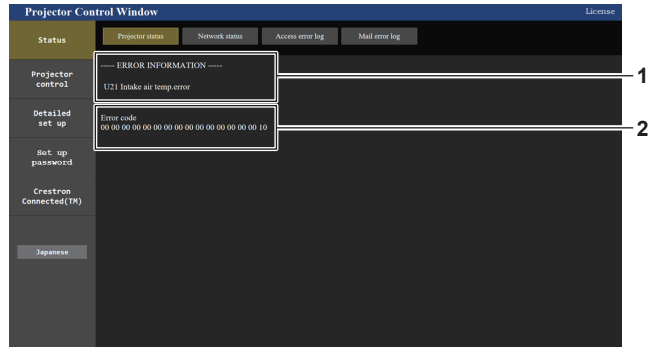 Projector Control Window
License
Status
Projector status
Network status
Access error log
Mail error log
----- ERROR INFORMATION -----
U21 Intake air temp.error
1
Projector
control
Error code
00 00 00 00 00 00 00 00 00 00 00 00 00 00 00 10
2
Detailed
set up
Set up
password
Crestron
Connected(TM)
Japanese